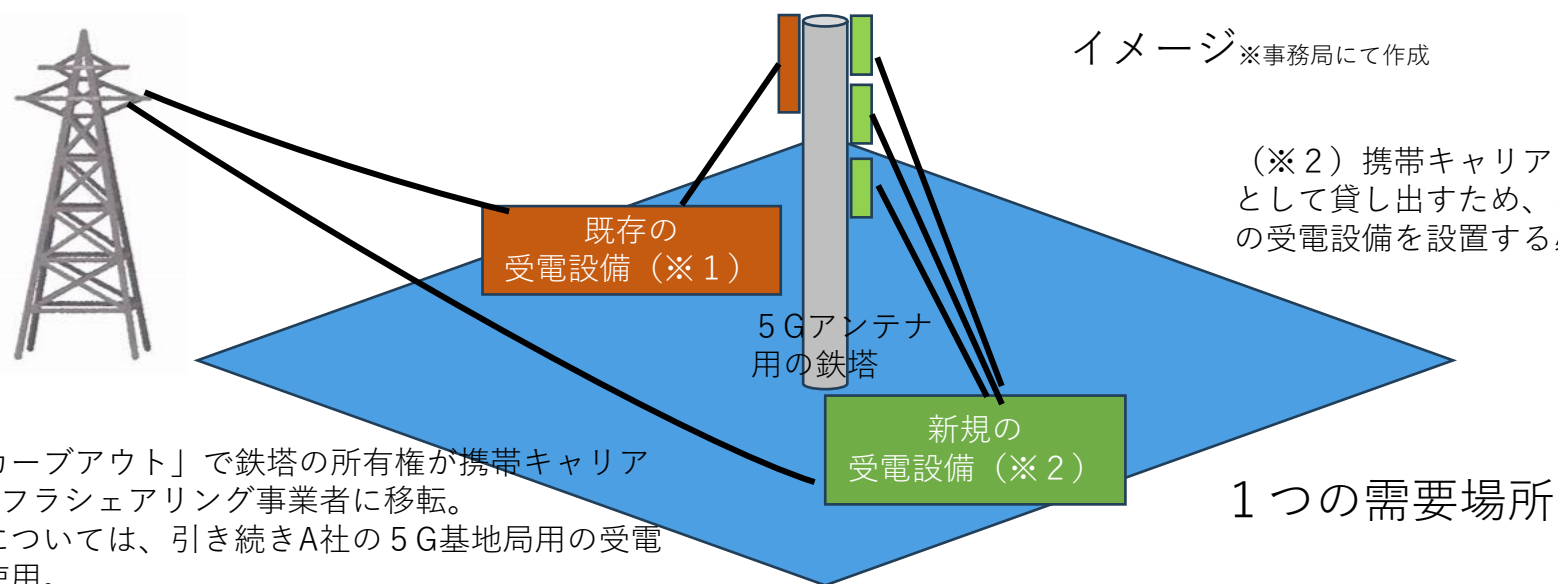 イメージ※事務局にて作成
（※２）携帯キャリア
として貸し出すため、
の受電設備を設置する
既存の
受電設備（※１）
５Gアンテナ
用の鉄塔
新規の
受電設備（※２）
カーブアウト」で鉄塔の所有権が携帯キャリア
フラシェアリング事業者に移転。
については、引き続きA社の５G基地局用の受電
使用。
１つの需要場所